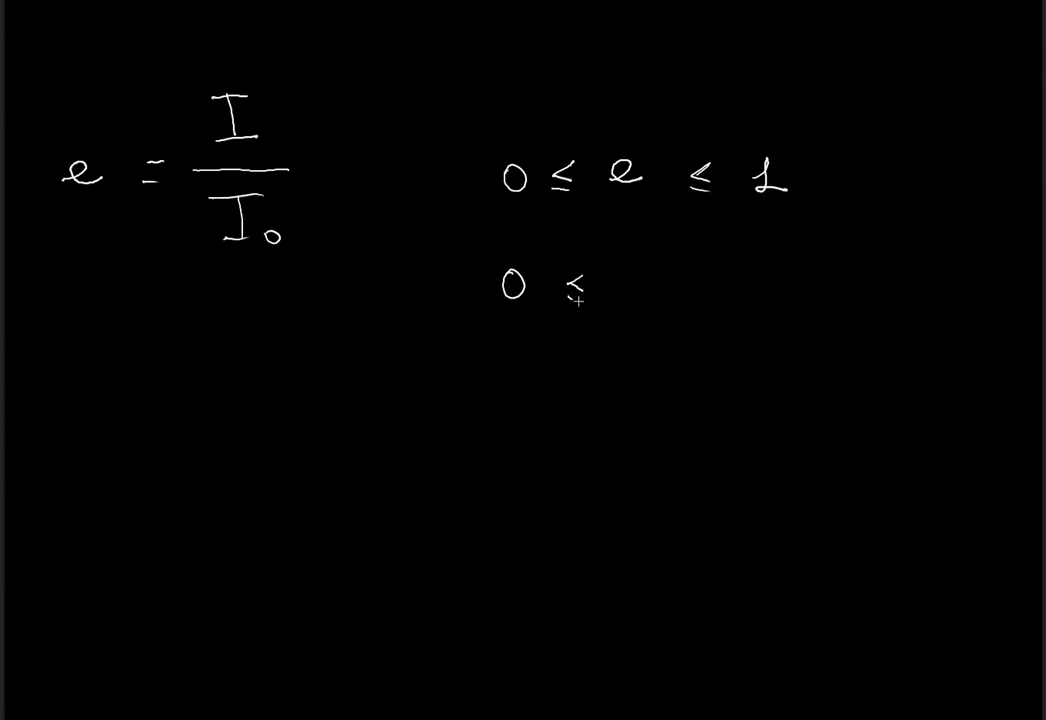 e = I / I₀
0 ≤ e ≤ 1
0 ≤